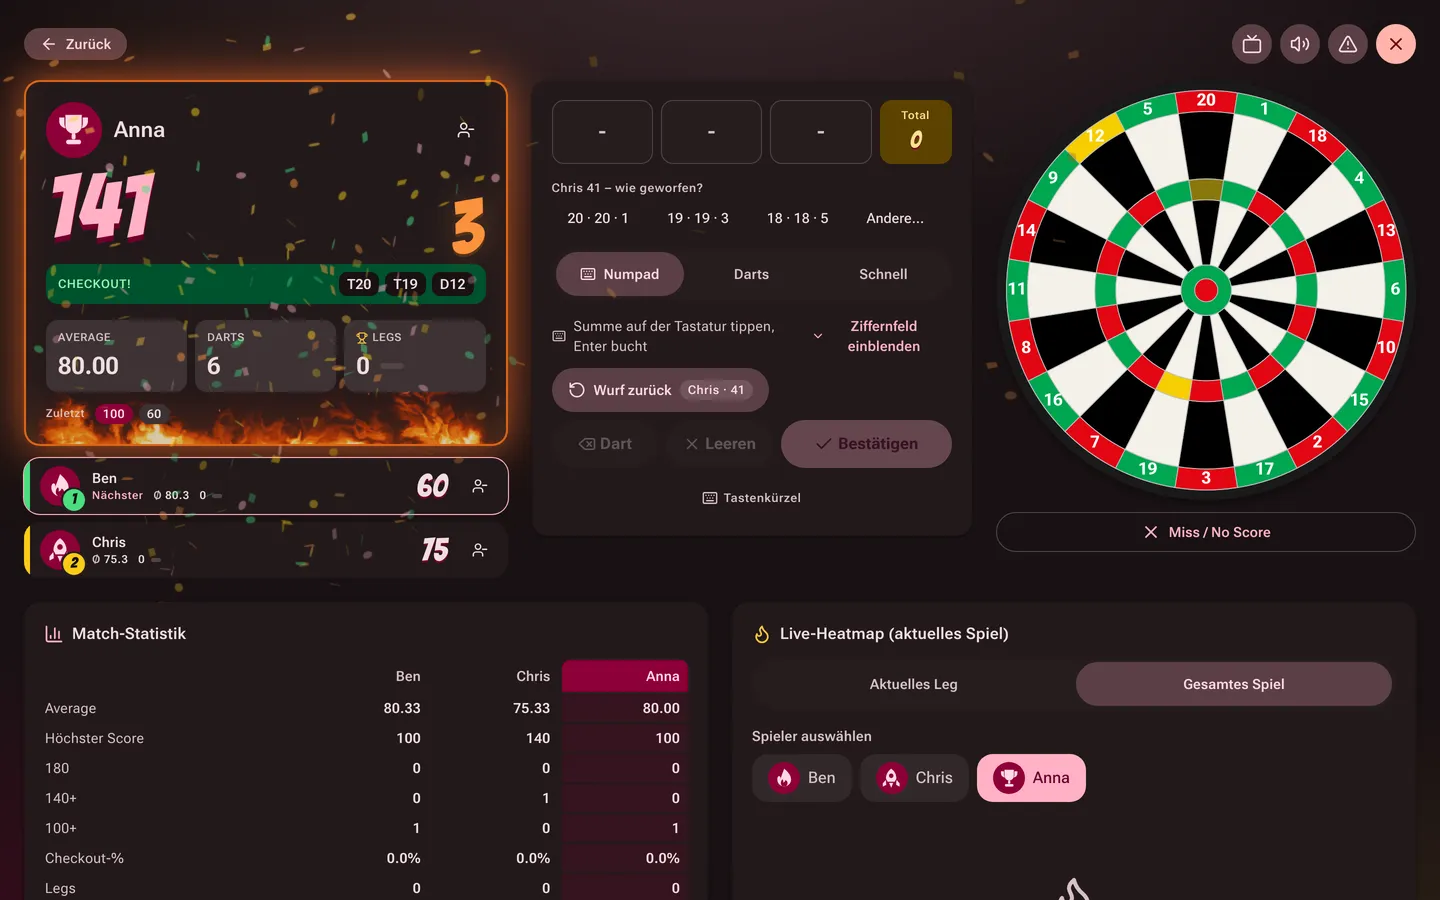 Zurück
Anna
141
3
CHECKOUT!
T20 T19 D12
AVERAGE
80.00
DARTS
6
LEGS
0
Zuletzt 100 60
Ben
Nächster Ø 80.3 0
1
60
Chris
Ø 75.3 0
2
75
- - -
Total
0
Chris 41 – wie geworfen?
20 · 20 · 1 19 · 19 · 3 18 · 18 · 5 Andere...
Numpad Darts Schnell
Summe auf der Tastatur tippen,
Enter bucht
Ziffernfeld
einblenden
Wurf zurück Chris · 41
Dart Leeren Bestätigen
Tastenkürzel
20
1
18
4
13
6
10
15
2
17
3
19
7
16
8
11
14
9
12
5
Miss / No Score
Match-Statistik
Ben Chris Anna
Average 80.33 75.33 80.00
Höchster Score 100 140 100
180 0 0 0
140+ 0 1 0
100+ 1 0 1
Checkout-% 0.0% 0.0% 0.0%
Legs 0 0 0
Live-Heatmap (aktuelles Spiel)
Aktuelles Leg Gesamtes Spiel
Spieler auswählen
Ben Chris Anna